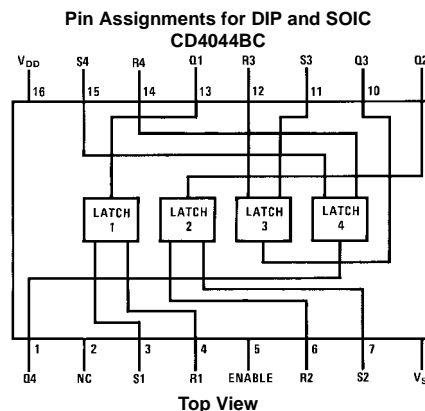 Pin Assignments for DIP and SOIC
CD4044BC
VDD S4 R4 Q1 R3 S3 Q3 Q2
16 15 14 13 12 11 10
LATCH 1 LATCH 2 LATCH 3 LATCH 4
1 2 3 4 5 6 7
Q4 NC S1 R1 ENABLE R2 S2
Top View